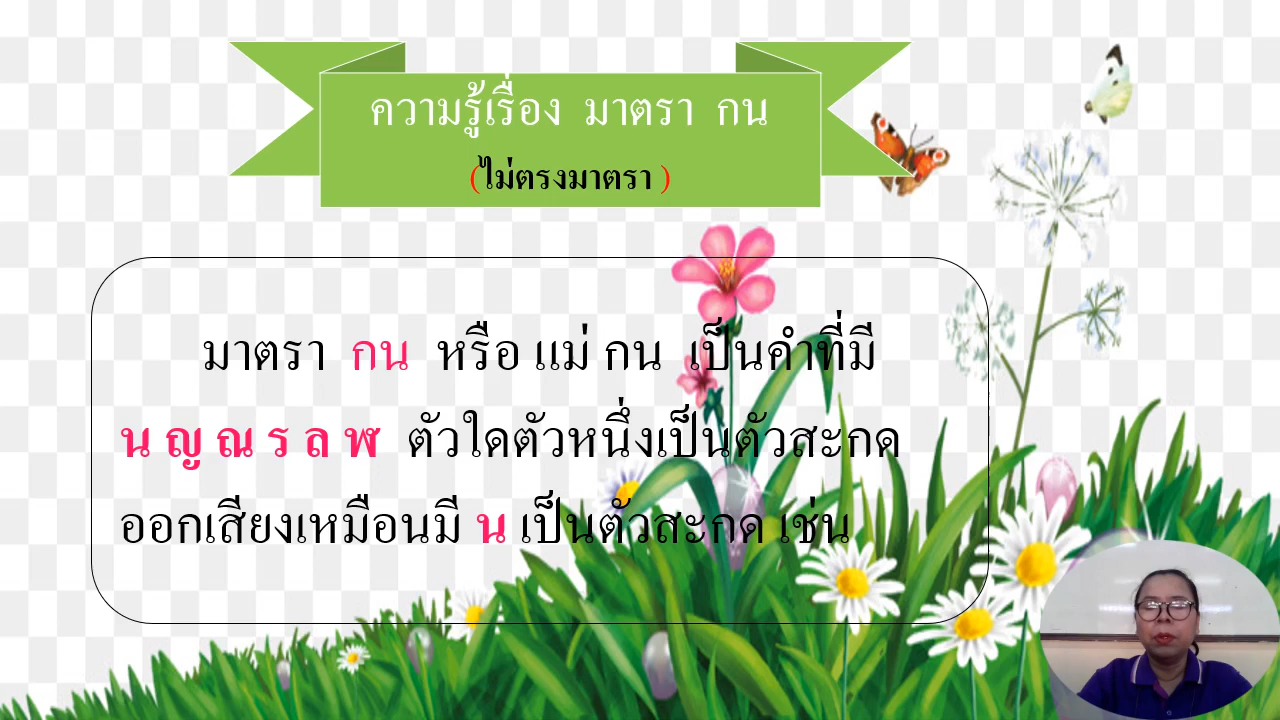 ความรู้เรื่อง มาตรา กน
(ไม่ตรงมาตรา )
มาตรา กน หรือ แม่ กน เป็นคำที่มี
น ญ ณ ร ล ฬ ตัวใดตัวหนึ่งเป็นตัวสะกด
ออกเสียงเหมือนมี น เป็นตัวสะกด เช่น